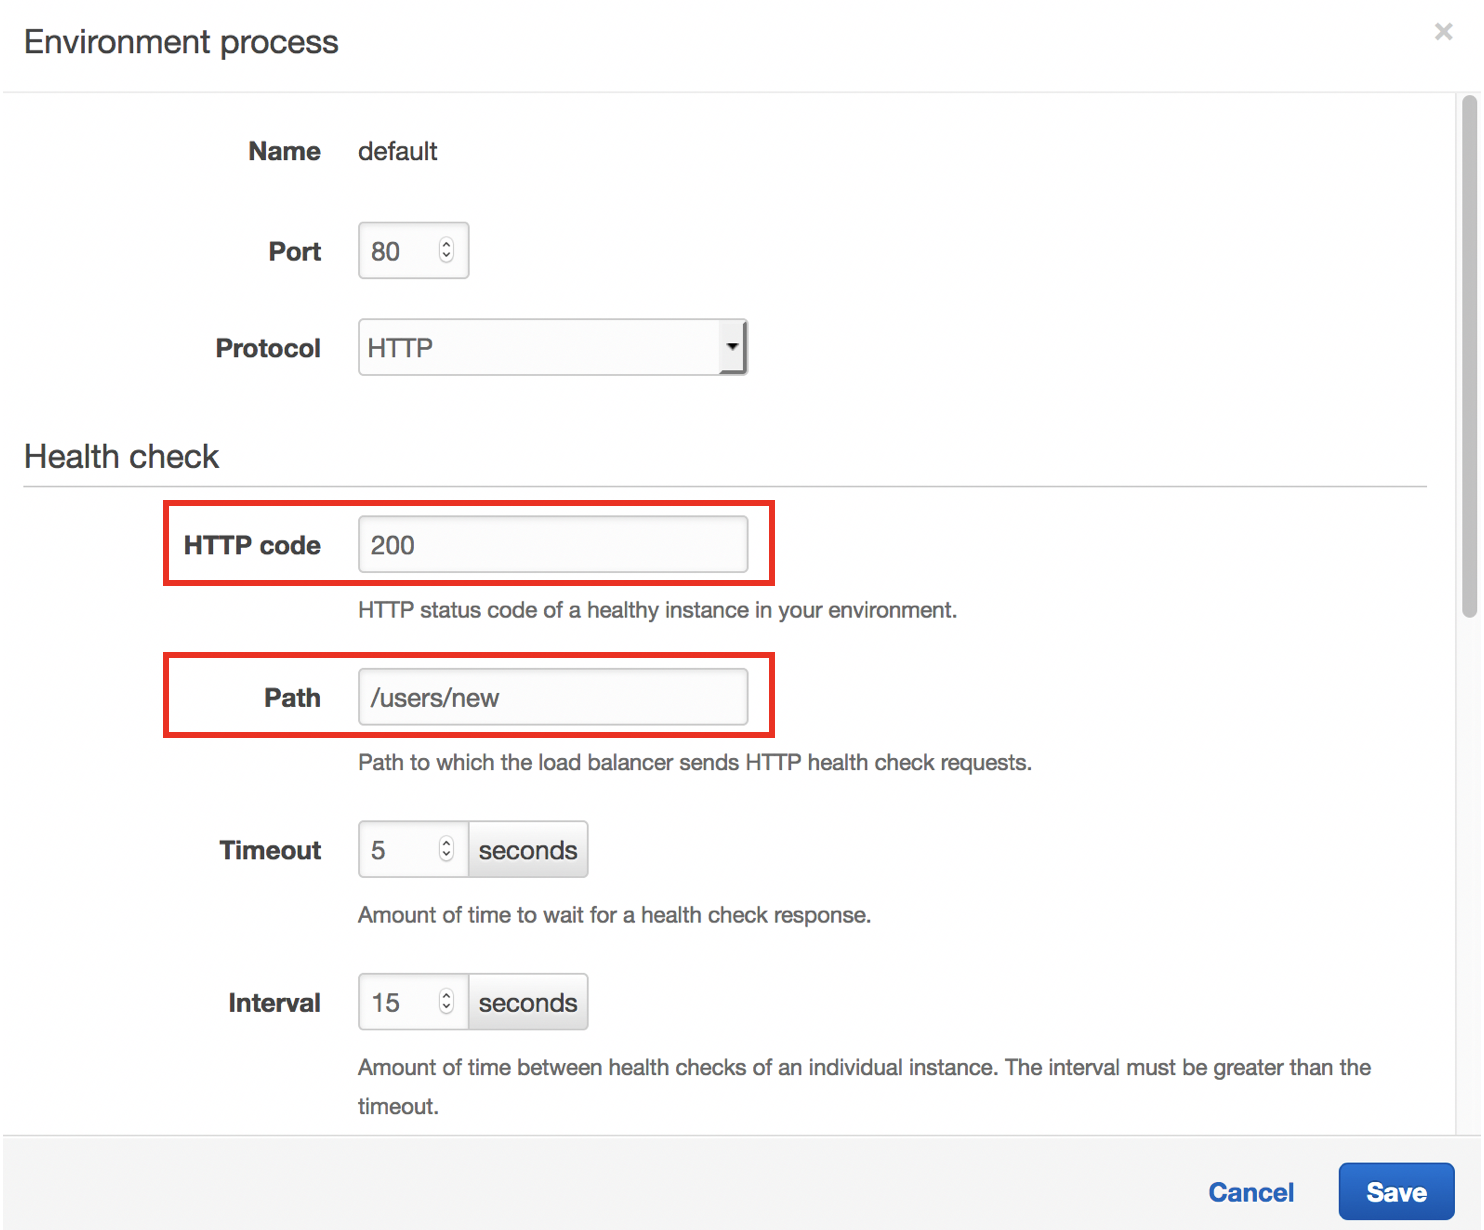 Environment process
×
Name default
Port 80
Protocol HTTP
Health check
HTTP code 200
HTTP status code of a healthy instance in your environment.
Path /users/new
Path to which the load balancer sends HTTP health check requests.
Timeout 5 seconds
Amount of time to wait for a health check response.
Interval 15 seconds
Amount of time between health checks of an individual instance. The interval must be greater than the
timeout.
Cancel Save